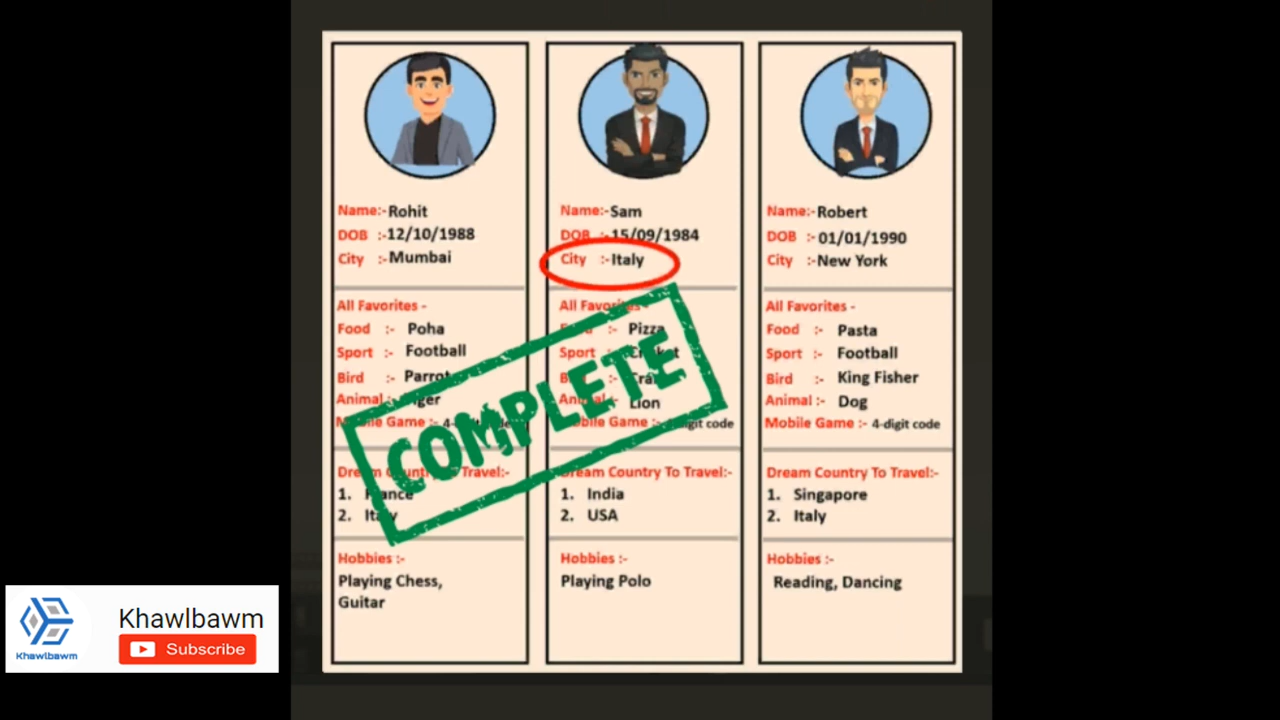 Name:- Rohit
DOB :- 12/10/1988
City :- Mumbai
All Favorites -
Food :- Poha
Sport :- Football
Bird :- Parrot
Animal :- Tiger
Mobile Game :- 4-digit code
Dream Country To Travel:-
1. France
2. Italy
Hobbies :-
Playing Chess,
Guitar
Name:- Sam
DOB :- 15/09/1984
City :- Italy
All Favorites -
Food :- Pizza
Sport :- Cricket
Bird :-
Animal :- Lion
Mobile Game :- 4-digit code
Dream Country To Travel:-
1. India
2. USA
Hobbies :-
Playing Polo
Name:- Robert
DOB :- 01/01/1990
City :- New York
All Favorites -
Food :- Pasta
Sport :- Football
Bird :- King Fisher
Animal :- Dog
Mobile Game :- 4-digit code
Dream Country To Travel:-
1. Singapore
2. Italy
Hobbies :-
Reading, Dancing
COMPLETE
Khawlbawm
Khawlbawm
Subscribe